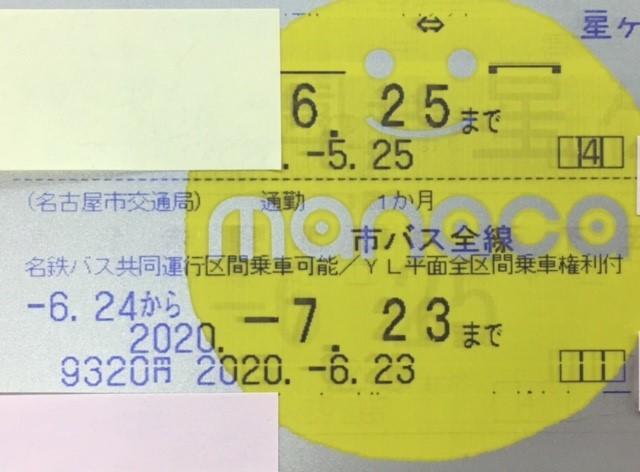 ⇔ 星ケ
6. 25まで
. -5.25 14
(名古屋市交通局) 通勤 1か月
manaca
市バス全線
名鉄バス共同運行区間乗車可能/YL平面全区間乗車権利付
-6. 24から
2020. -7. 23まで
9320円 2020. -6.23